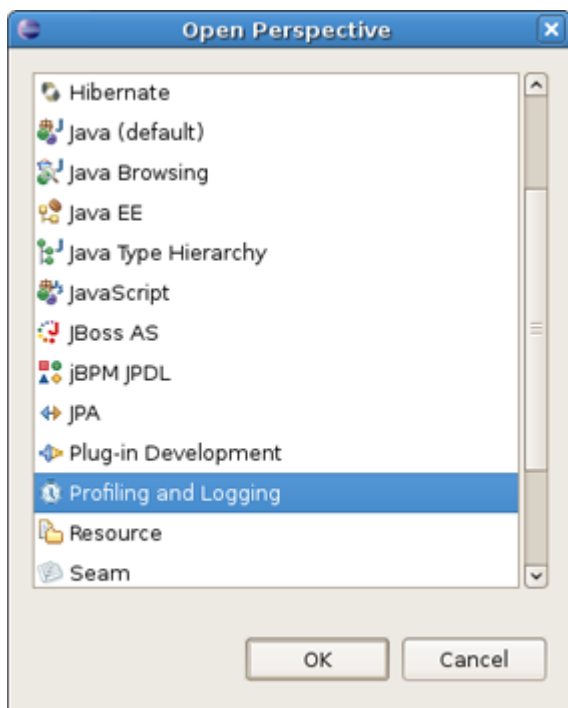 Open Perspective
Hibernate
Java (default)
Java Browsing
Java EE
Java Type Hierarchy
JavaScript
JBoss AS
jBPM JPDL
JPA
Plug-in Development
Profiling and Logging
Resource
Seam
OK
Cancel